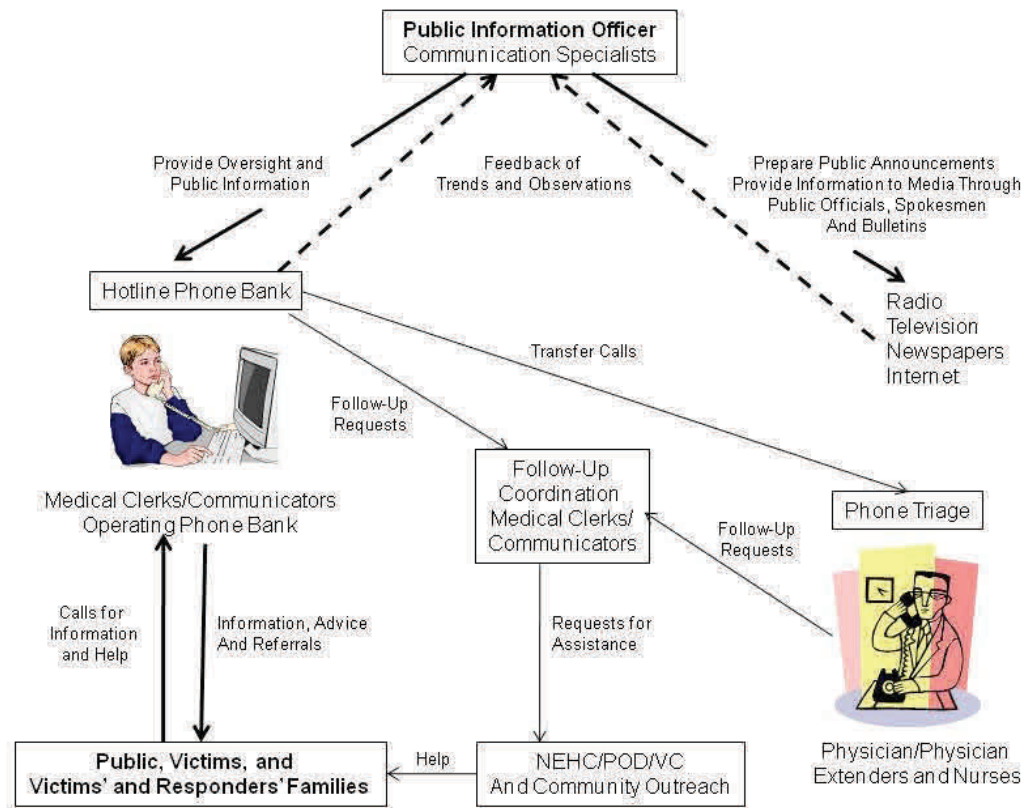 Public Information Officer
Communication Specialists
Provide Oversight and
Public Information
Feedback of
Trends and Observations
Prepare Public Announcements
Provide Information to Media Through
Public Officials, Spokesmen
And Bulletins
Hotline Phone Bank
Radio
Television
Newspapers
Internet
Transfer Calls
Follow-Up
Requests
Medical Clerks/Communicators
Operating Phone Bank
Follow-Up
Coordination
Medical Clerks/
Communicators
Phone Triage
Follow-Up
Requests
Calls for
Information
and Help
Information, Advice
And Referrals
Requests for
Assistance
Physician/Physician
Extenders and Nurses
Public, Victims, and
Victims' and Responders' Families
Help
NEHC/POD/VC
And Community Outreach